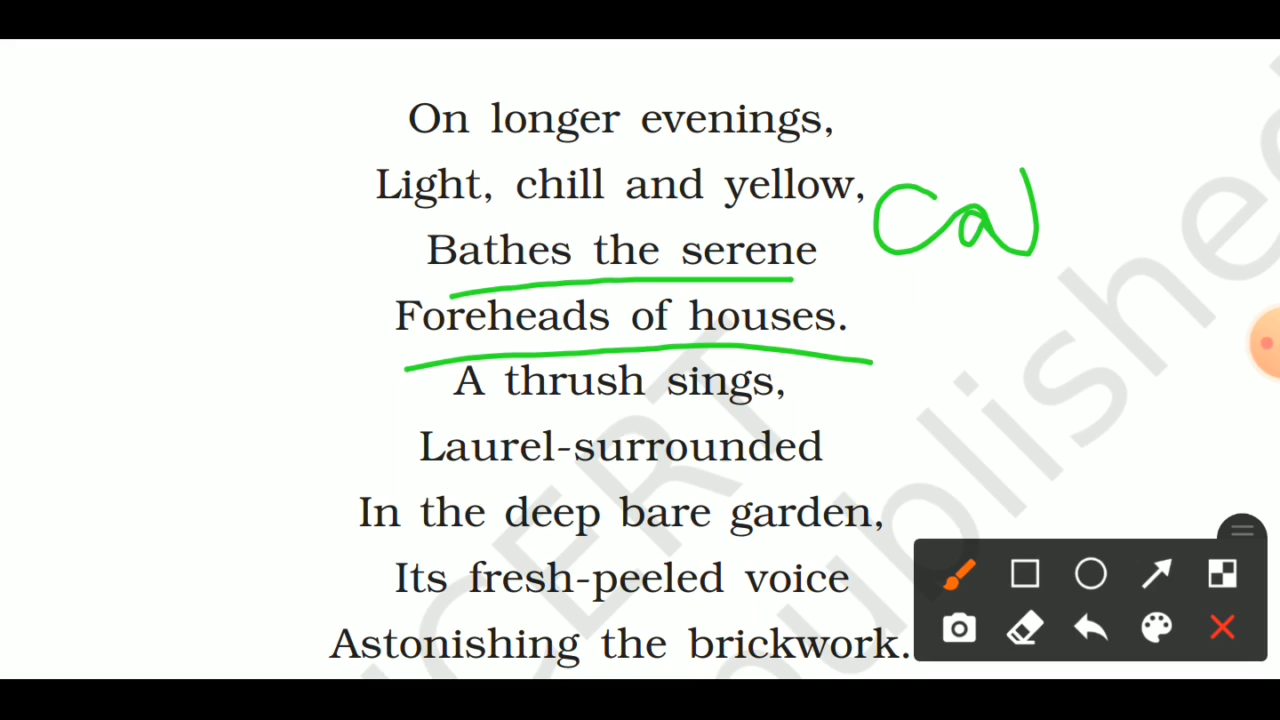 On longer evenings,
Light, chill and yellow,
Bathes the serene
Cal
Foreheads of houses.
A thrush sings,
Laurel-surrounded
In the deep bare garden,
Its fresh-peeled voice
Astonishing the brickwork.